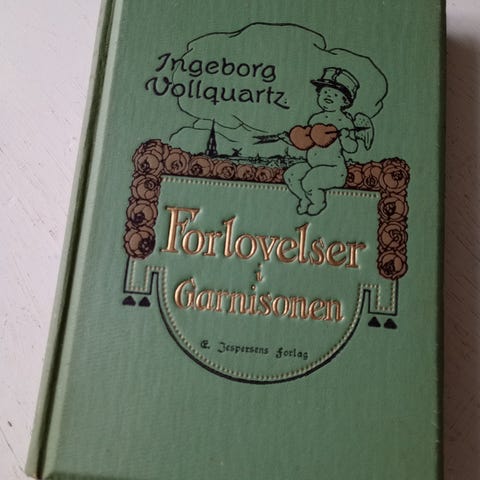 Ingeborg
Vollquartz
Forlovelser
i
Garnisonen
E. Jespersens Forlag